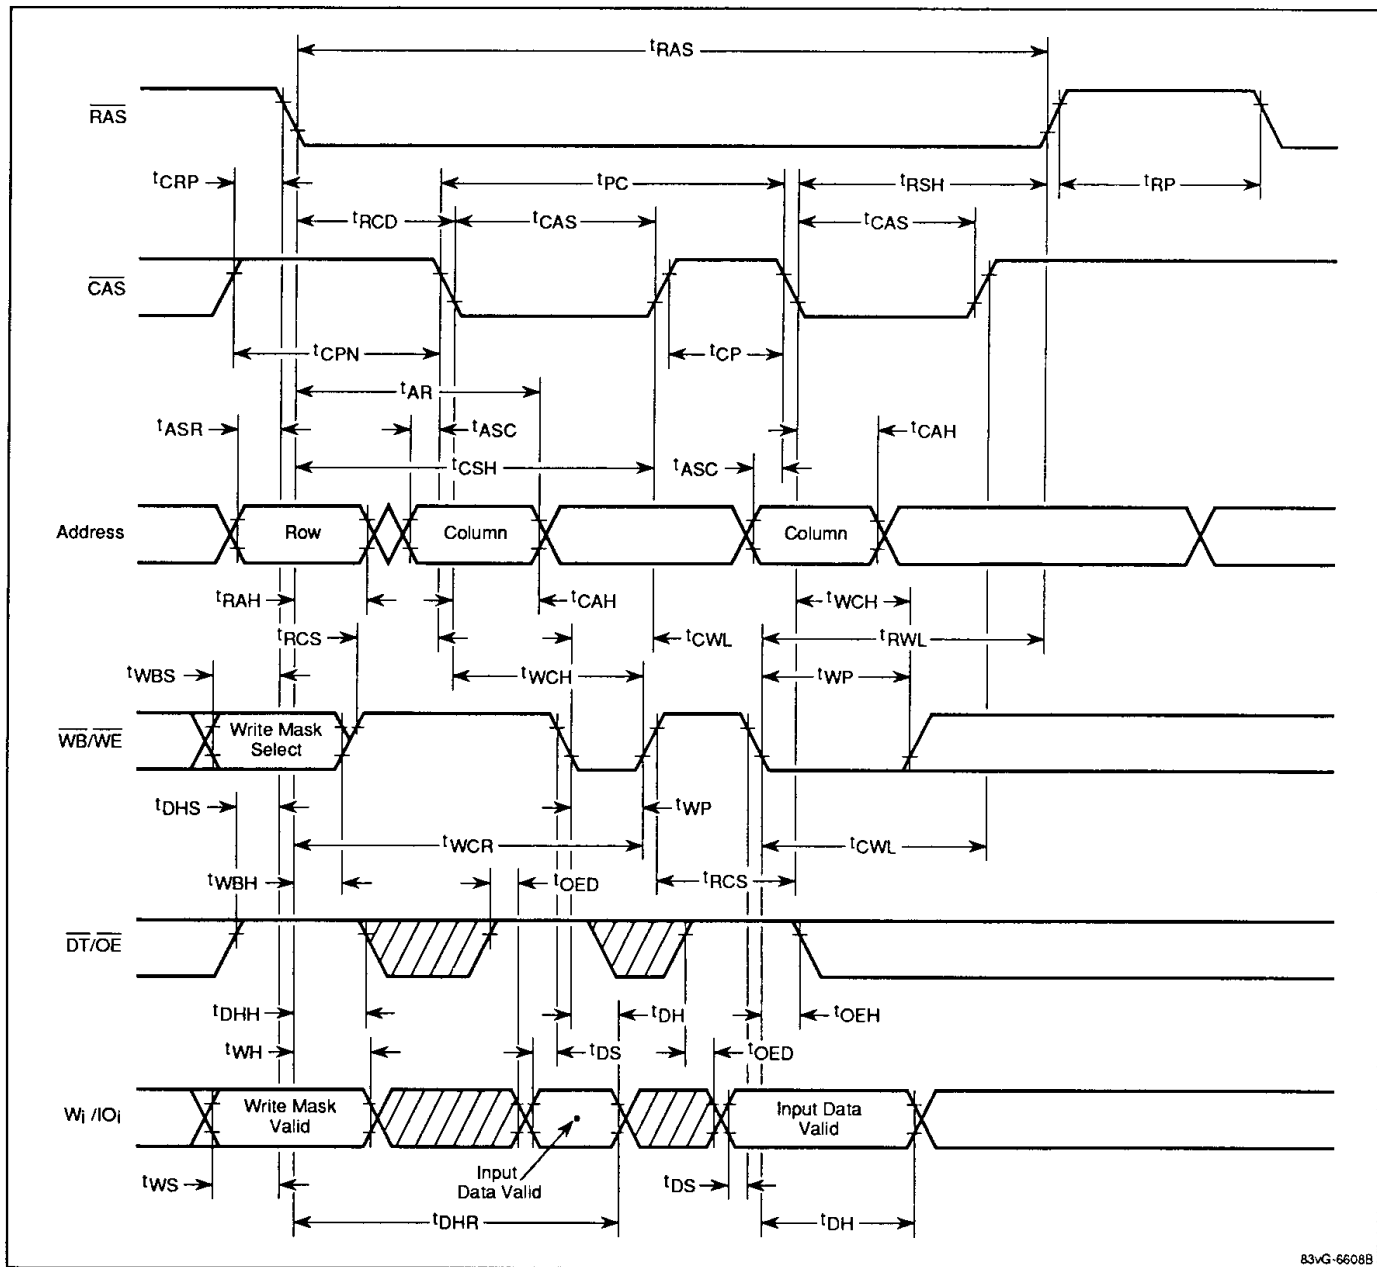 tRAS
RAS
tCRP
tPC
tRSH
tRP
tRCD
tCAS
tCAS
CAS
tCPN
tCP
tAR
tASR
tASC
tCAH
tCSH
tASC
Address
Row
Column
Column
tRAH
tCAH
tWCH
tRCS
tCWL
tRWL
tWBS
tWCH
tWP
WB/WE
Write Mask
Select
tDHS
tWP
tWCR
tCWL
tWBH
tOED
tRCS
DT/OE
tDHH
tDH
tOEH
tWH
tDS
tOED
Wi /IOi
Write Mask
Valid
Input Data
Valid
Input
Data Valid
tWS
tDS
tDHR
tDH
83vG-6608B